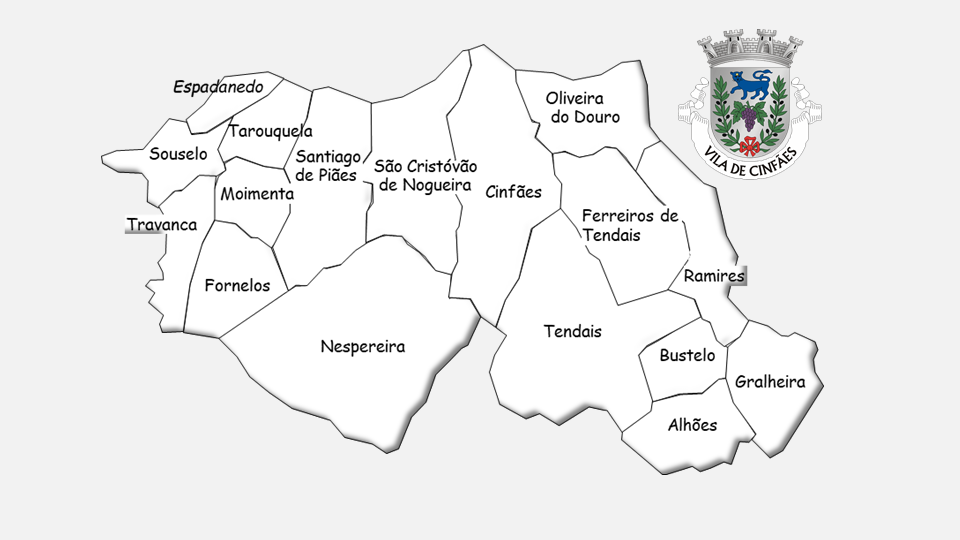 Espadanedo
Tarouquela
Souselo
Santiago
de Piães
São Cristóvão
de Nogueira
Cinfães
Oliveira
do Douro
VILA DE CINFÃES
Moimenta
Travanca
Ferreiros de
Tendais
Fornelos
Ramires
Nespereira
Tendais
Bustelo
Gralheira
Alhões